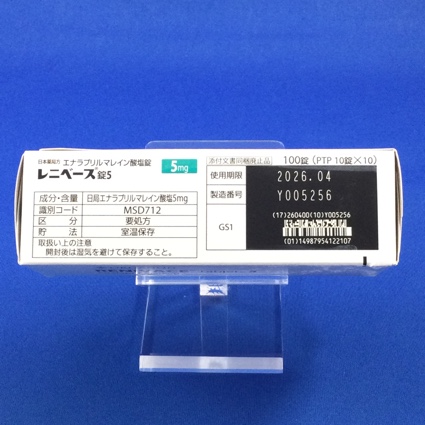 日本薬局方 エナラプリルマレイン酸塩錠
レニベース錠5
5mg
成分・含量 日局エナラプリルマレイン酸塩5mg
識別コード MSD712
区分 要処方
貯法 室温保存
取扱い上の注意
開封後は湿気を避けて保存すること。
添付文書同梱廃止品 100錠(PTP 10錠×10)
使用期限 2026.04
製造番号 Y005256
GS1
(17)260400(10)Y005256
(01)14987954122107